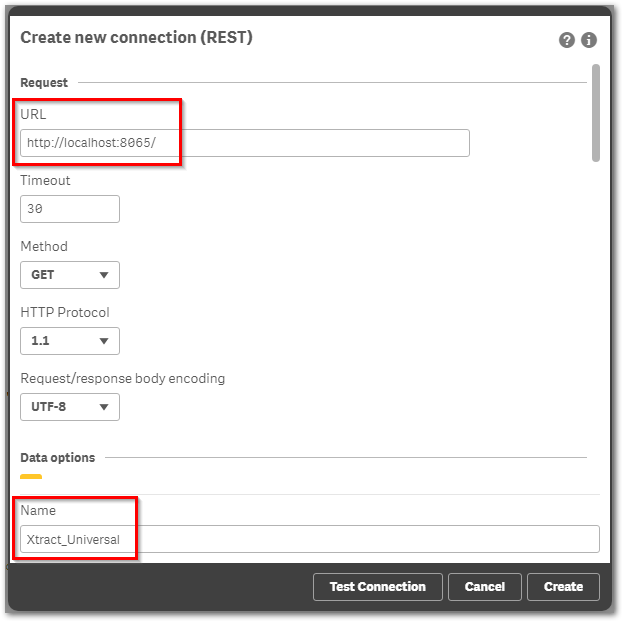 Create new connection (REST)
Request
URL
http://localhost:8065/
Timeout
30
Method
GET
HTTP Protocol
1.1
Request/response body encoding
UTF-8
Data options
Name
Xtract_Universal
Test Connection Cancel Create